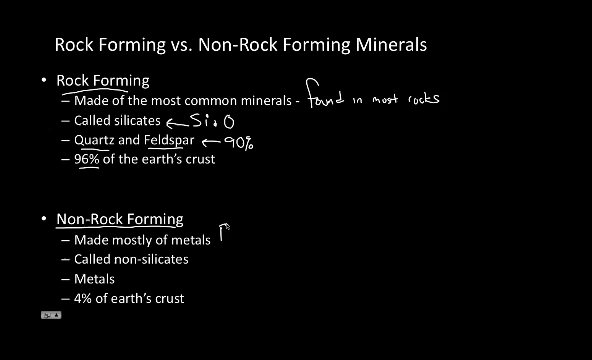 Rock Forming vs. Non-Rock Forming Minerals
• Rock Forming
– Made of the most common minerals - found in most rocks
– Called silicates ← Si + O
– Quartz and Feldspar ← 90%
– 96% of the earth's crust
• Non-Rock Forming
– Made mostly of metals
– Called non-silicates
– Metals
– 4% of earth's crust